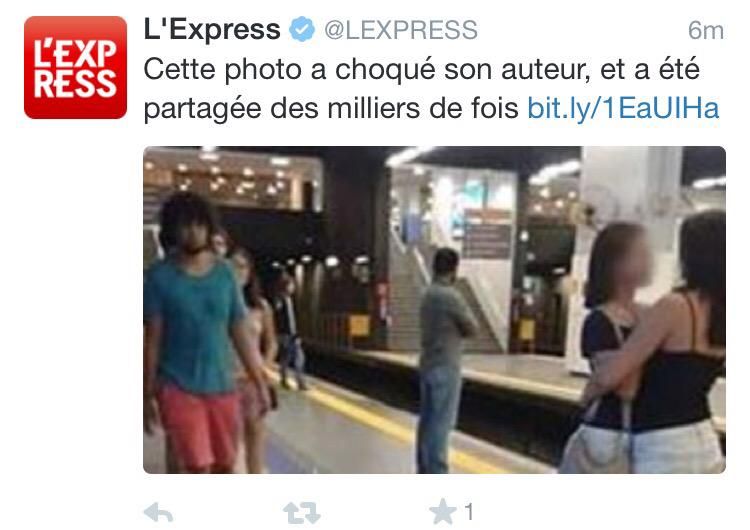 L'EXP
RESS
L'Express @LEXPRESS 6m
Cette photo a choqué son auteur, et a été
partagée des milliers de fois bit.ly/1EaUIHa
1